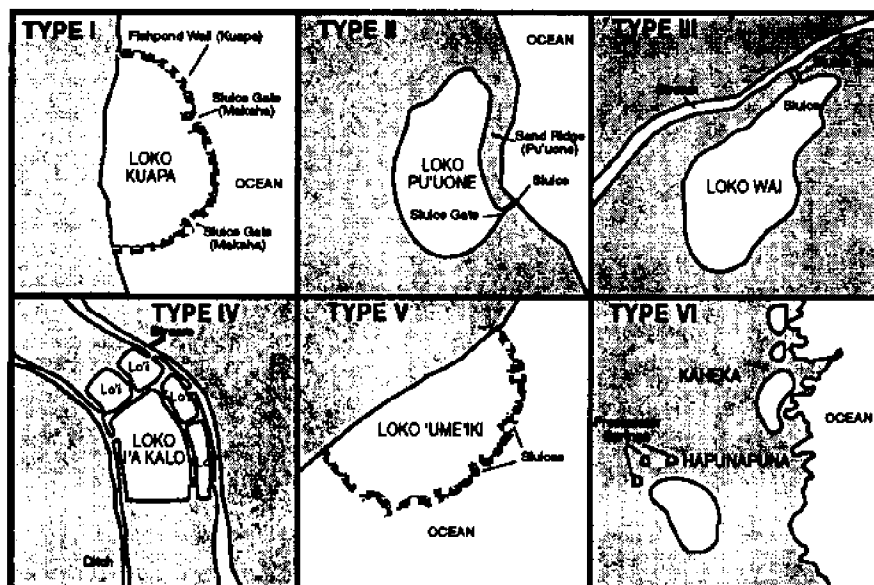 TYPE I
Fishpond Wall (Kuapa)
Sluice Gate
(Makaha)
LOKO
KUAPA
OCEAN
Sluice Gate
(Makaha)
TYPE II
OCEAN
LOKO
PU'UONE
Sand Ridge
(Pu'uone)
Sluice
Sluice Gate
TYPE III
Stream
Sluice
LOKO WAI
TYPE IV
Stream
Lo'i
Lo'i
Lo'i
LOKO
I'A KALO
Ditch
TYPE V
LOKO 'UME'IKI
Sluices
OCEAN
TYPE VI
KAHEKA
OCEAN
HAPUNAPUNA